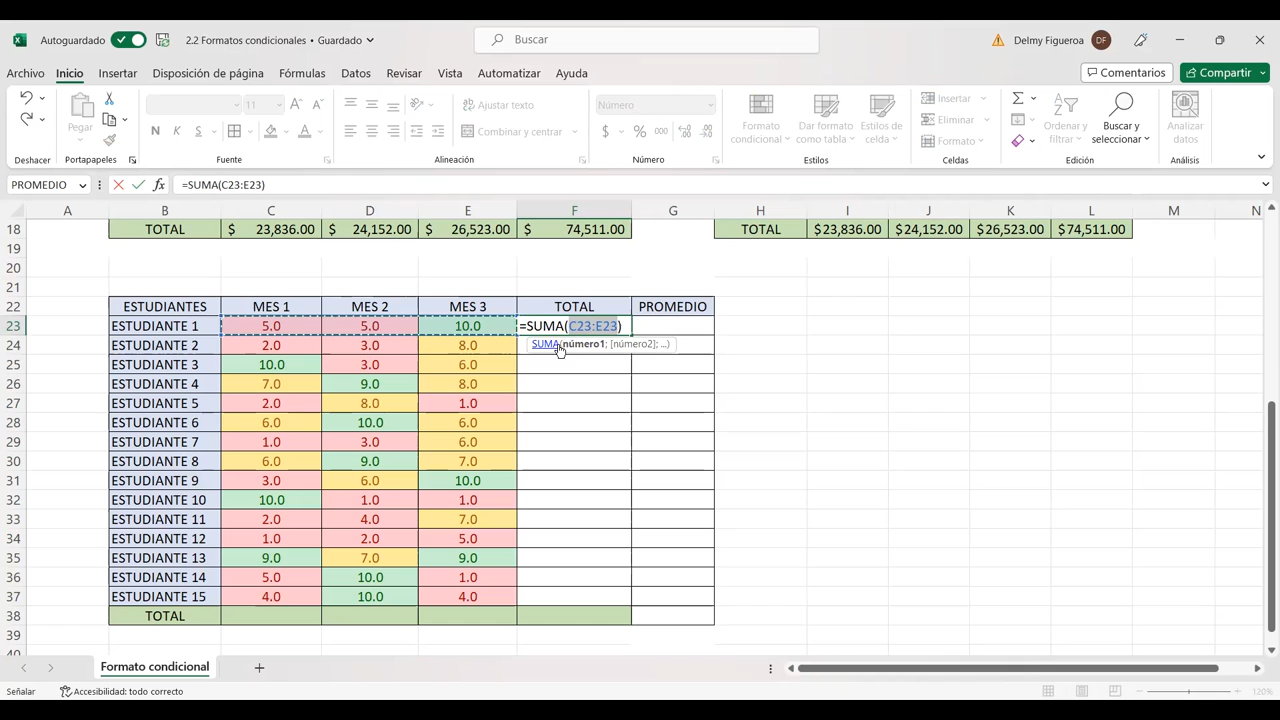 Autoguardado 2.2 Formatos condicionales • Guardado Buscar Delmy Figueroa DF
Archivo Inicio Insertar Disposición de página Fórmulas Datos Revisar Vista Automatizar Ayuda Comentarios Compartir
Pegar 11 Ajustar texto Número Insertar
N K S Combinar y centrar $ % 000 Formato condicional Dar formato como tabla Estilos de celda Eliminar Formato Ordenar y filtrar Buscar y seleccionar Analizar datos
Deshacer Portapapeles Fuente Alineación Número Estilos Celdas Edición Análisis
PROMEDIO fx =SUMA(C23:E23)
A B C D E F G H I J K L M N
18 TOTAL $ 23,836.00 $ 24,152.00 $ 26,523.00 $ 74,511.00 TOTAL $23,836.00 $24,152.00 $26,523.00 $74,511.00
19
20
21
22 ESTUDIANTES MES 1 MES 2 MES 3 TOTAL PROMEDIO
23 ESTUDIANTE 1 5.0 5.0 10.0 =SUMA(C23:E23)
24 ESTUDIANTE 2 2.0 3.0 8.0 SUMA(número1; [número2]; ...)
25 ESTUDIANTE 3 10.0 3.0 6.0
26 ESTUDIANTE 4 7.0 9.0 8.0
27 ESTUDIANTE 5 2.0 8.0 1.0
28 ESTUDIANTE 6 6.0 10.0 6.0
29 ESTUDIANTE 7 1.0 3.0 6.0
30 ESTUDIANTE 8 6.0 9.0 7.0
31 ESTUDIANTE 9 3.0 6.0 10.0
32 ESTUDIANTE 10 10.0 1.0 1.0
33 ESTUDIANTE 11 2.0 4.0 7.0
34 ESTUDIANTE 12 1.0 2.0 5.0
35 ESTUDIANTE 13 9.0 7.0 9.0
36 ESTUDIANTE 14 5.0 10.0 1.0
37 ESTUDIANTE 15 4.0 10.0 4.0
38 TOTAL
39
40
Formato condicional
Señalar Accesibilidad: todo correcto 120%